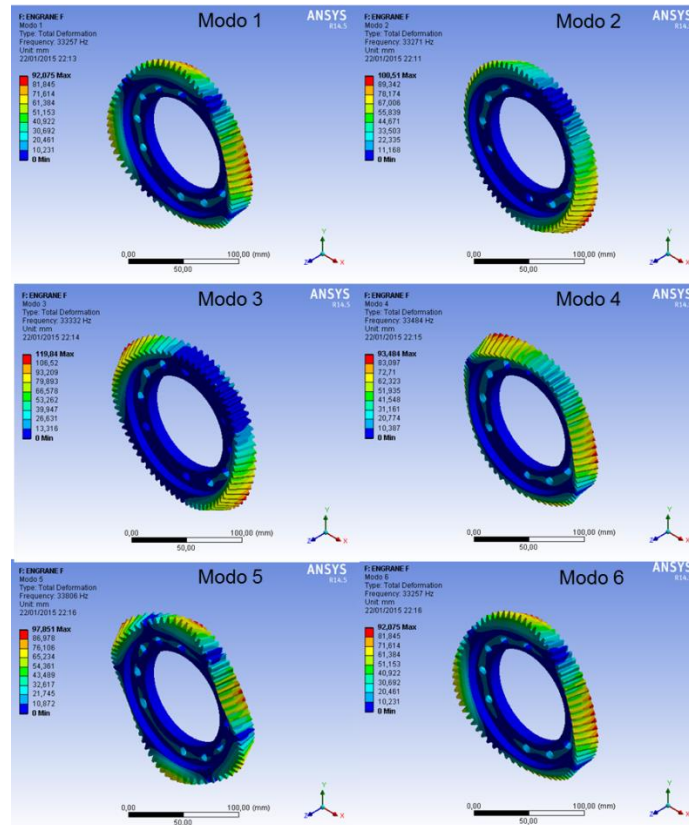 Modo 1
ANSYS
R14.5
F: ENGRANE F
Modo 1
Type: Total Deformation
Frequency: 33257 Hz
Unit: mm
22/01/2015 22:13
92,075 Max
81,845
71,614
61,384
51,153
40,922
30,692
20,461
10,231
0 Min
0,00
50,00
100,00 (mm)
Y
Z
X
Modo 2
ANSYS
R14.
F: ENGRANE F
Modo 2
Type: Total Deformation
Frequency: 33271 Hz
Unit: mm
22/01/2015 22:11
100,51 Max
89,342
78,174
67,006
55,839
44,671
33,503
22,335
11,168
0 Min
0,00
50,00
100,00 (mm)
Y
Z
X
Modo 3
ANSYS
R14.5
F: ENGRANE F
Modo 3
Type: Total Deformation
Frequency: 33332 Hz
Unit: mm
22/01/2015 22:14
119,84 Max
106,52
93,209
79,893
66,578
53,262
39,947
26,631
13,316
0 Min
0,00
50,00
100,00 (mm)
Y
Z
X
Modo 4
ANSYS
R14.
F: ENGRANE F
Modo 4
Type: Total Deformation
Frequency: 33484 Hz
Unit: mm
22/01/2015 22:15
93,484 Max
83,097
72,71
62,323
51,935
41,548
31,161
20,774
10,387
0 Min
0,00
50,00
100,00 (mm)
Y
Z
X
Modo 5
ANSYS
R14.5
F: ENGRANE F
Modo 5
Type: Total Deformation
Frequency: 33806 Hz
Unit: mm
22/01/2015 22:16
97,851 Max
86,978
76,106
65,234
54,361
43,489
32,617
21,745
10,872
0 Min
0,00
50,00
100,00 (mm)
Y
Z
X
Modo 6
ANSYS
R14.
F: ENGRANE F
Modo 6
Type: Total Deformation
Frequency: 33257 Hz
Unit: mm
22/01/2015 22:16
92,075 Max
81,845
71,614
61,384
51,153
40,922
30,692
20,461
10,231
0 Min
0,00
50,00
100,00 (mm)
Y
Z
X